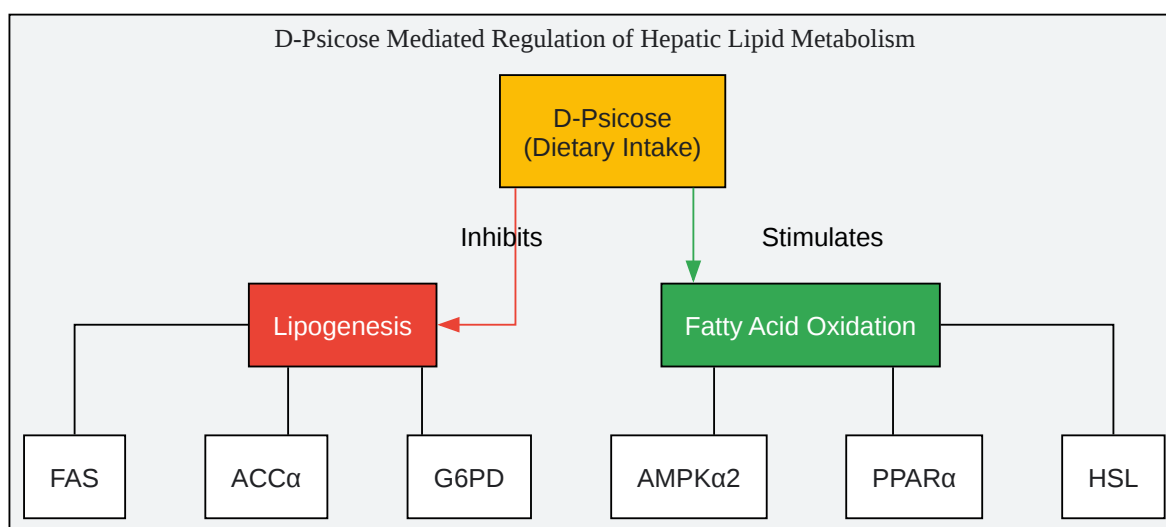 D-Psicose Mediated Regulation of Hepatic Lipid Metabolism
D-Psicose
(Dietary Intake)
Inhibits
Stimulates
Lipogenesis
Fatty Acid Oxidation
FAS
ACCα
G6PD
AMPKα2
PPARα
HSL